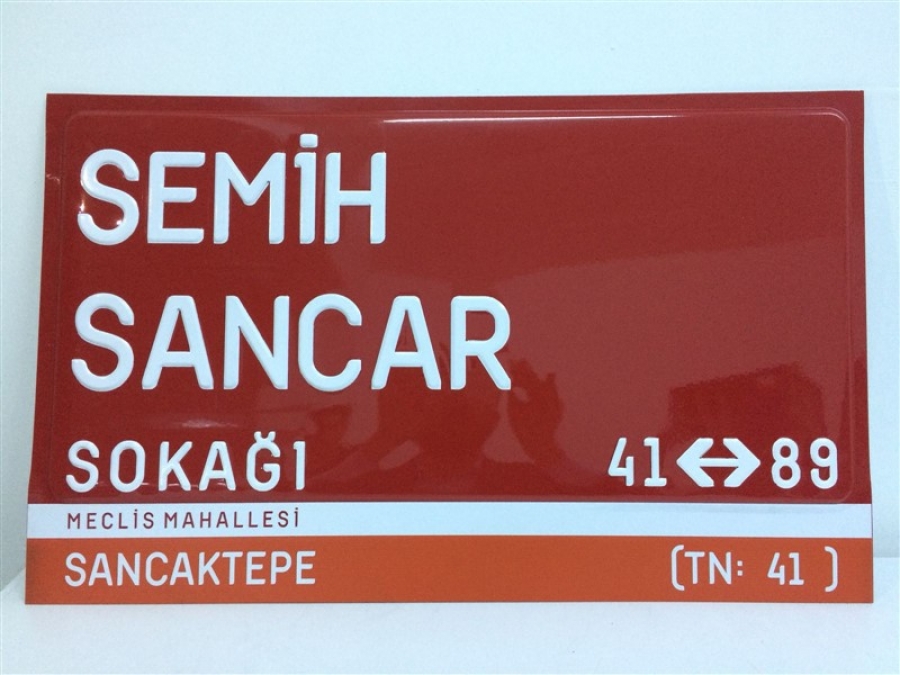 SEMİH
SANCAR
SOKAĞI 41 ↔ 89
MECLİS MAHALLESİ
SANCAKTEPE (TN: 41 )